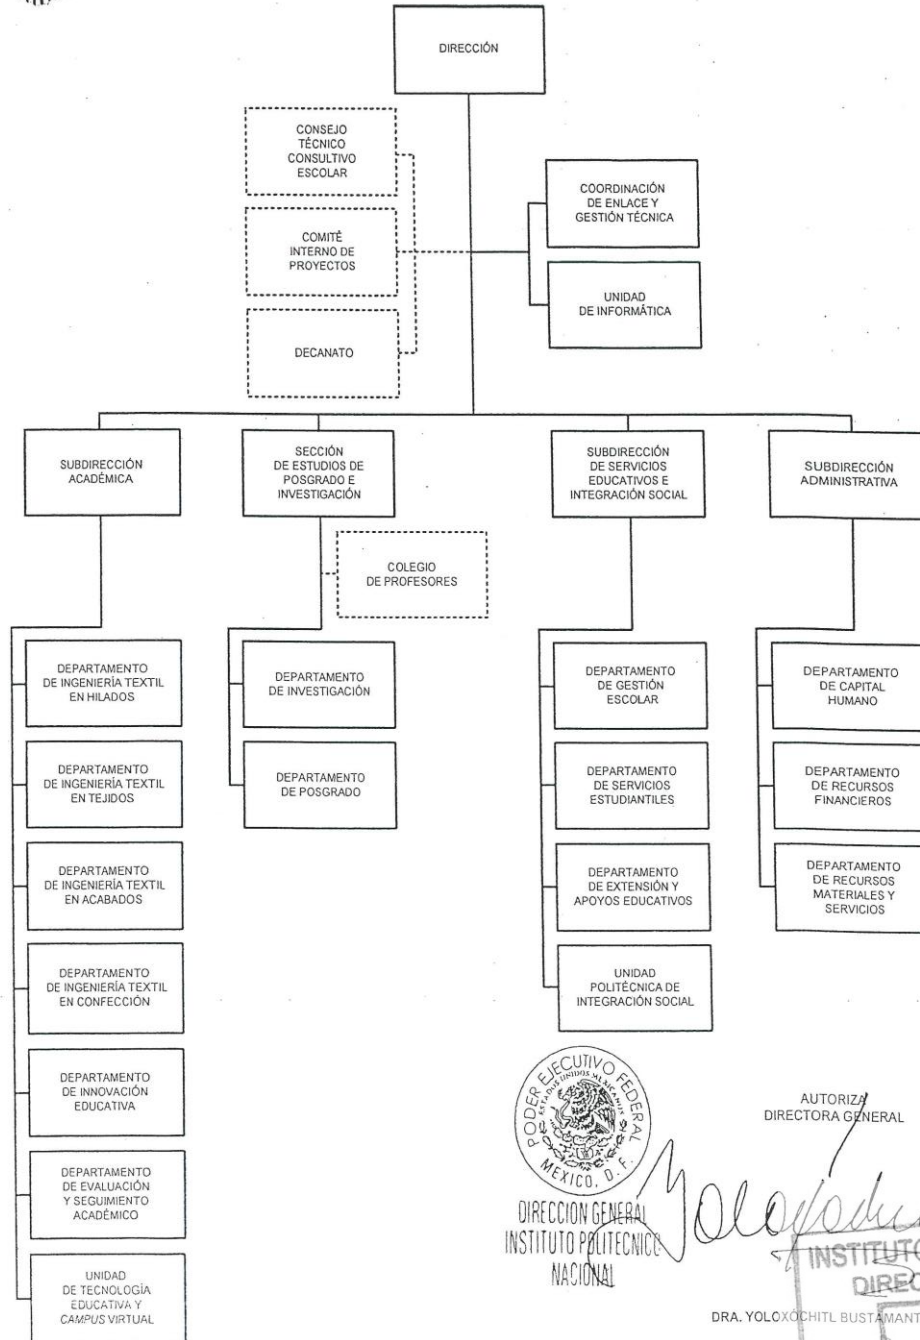 DIRECCIÓN
CONSEJO
TÉCNICO
CONSULTIVO
ESCOLAR
COORDINACIÓN
DE ENLACE Y
GESTIÓN TÉCNICA
COMITÉ
INTERNO DE
PROYECTOS
UNIDAD
DE INFORMÁTICA
DECANATO
SUBDIRECCIÓN
ACADÉMICA
SECCIÓN
DE ESTUDIOS DE
POSGRADO E
INVESTIGACIÓN
SUBDIRECCIÓN
DE SERVICIOS
EDUCATIVOS E
INTEGRACIÓN SOCIAL
SUBDIRECCIÓN
ADMINISTRATIVA
COLEGIO
DE PROFESORES
DEPARTAMENTO
DE INGENIERÍA TEXTIL
EN HILADOS
DEPARTAMENTO
DE INVESTIGACIÓN
DEPARTAMENTO
DE GESTIÓN
ESCOLAR
DEPARTAMENTO
DE CAPITAL
HUMANO
DEPARTAMENTO
DE INGENIERÍA TEXTIL
EN TEJIDOS
DEPARTAMENTO
DE POSGRADO
DEPARTAMENTO
DE SERVICIOS
ESTUDIANTILES
DEPARTAMENTO
DE RECURSOS
FINANCIEROS
DEPARTAMENTO
DE INGENIERÍA TEXTIL
EN ACABADOS
DEPARTAMENTO
DE EXTENSIÓN Y
APOYOS EDUCATIVOS
DEPARTAMENTO
DE RECURSOS
MATERIALES Y
SERVICIOS
DEPARTAMENTO
DE INGENIERÍA TEXTIL
EN CONFECCIÓN
UNIDAD
POLITÉCNICA DE
INTEGRACIÓN SOCIAL
DEPARTAMENTO
DE INNOVACIÓN
EDUCATIVA
DEPARTAMENTO
DE EVALUACIÓN
Y SEGUIMIENTO
ACADÉMICO
UNIDAD
DE TECNOLOGÍA
EDUCATIVA Y
CAMPUS VIRTUAL
PODER EJECUTIVO FEDERAL
ESTADOS UNIDOS MEXICANOS
MEXICO, D. F.
DIRECCION GENERAL
INSTITUTO POLITECNICO
NACIONAL
AUTORIZA
DIRECTORA GENERAL
INSTITUTO
DIREC
DRA. YOLOXÓCHITL BUSTAMANT